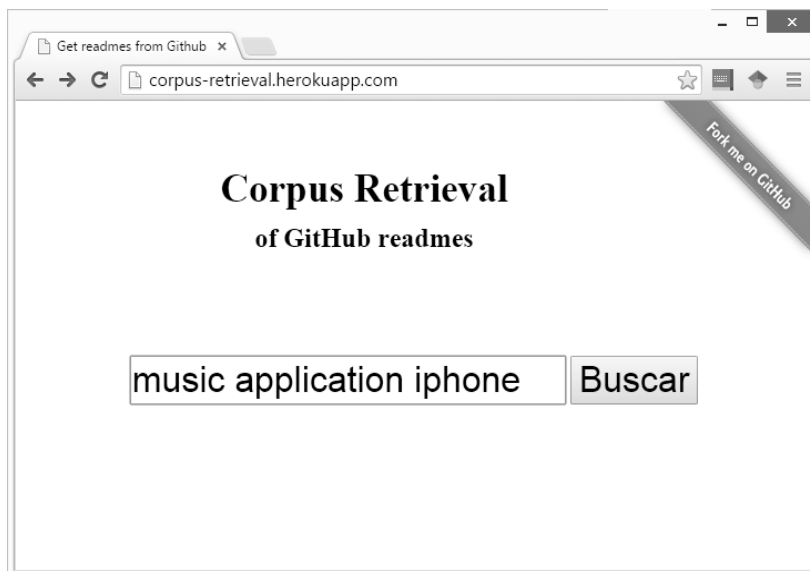 Get readmes from Github
corpus-retrieval.herokuapp.com
Fork me on GitHub
Corpus Retrieval
of GitHub readmes
music application iphone
Buscar